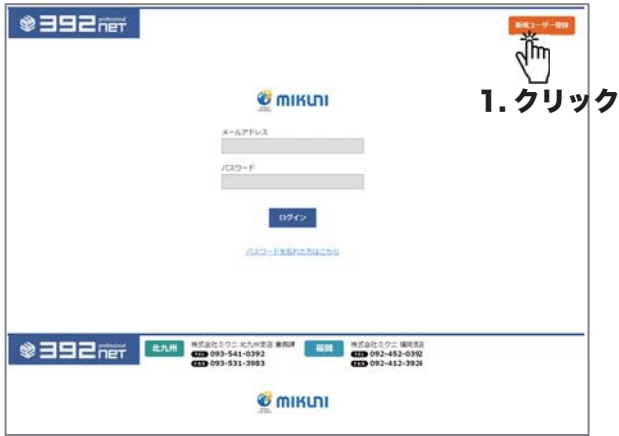 392 professional net
新規ユーザー登録
1. クリック
mikuni
メールアドレス
パスワード
ログイン
パスワードを忘れた方はこちら
392 professional net
北九州
株式会社ミクニ 北九州支店 業務課
TEL 093-541-0392
FAX 093-531-3983
福岡
株式会社ミクニ 福岡支店
TEL 092-452-0392
FAX 092-412-3924
mikuni